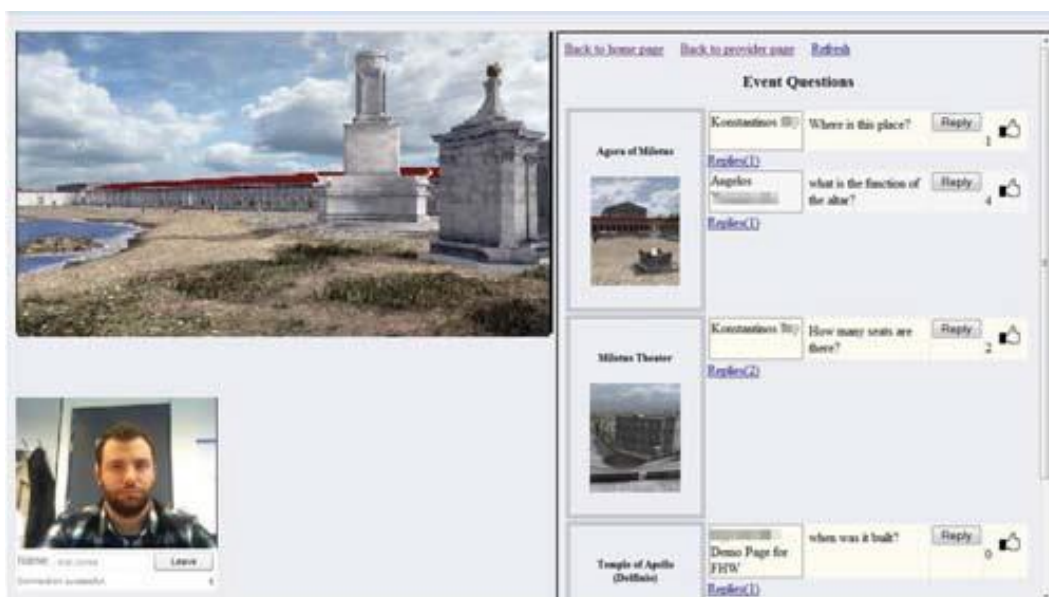 Back to home page Back to provider page Refresh
Event Questions
Agora of Miletus
Konstantinos
Where is this place?
Reply
1
Replies(1)
Angelos
what is the function of
the altar?
Reply
4
Replies(1)
Miletus Theater
Konstantinos
How many seats are
there?
Reply
2
Replies(2)
Temple of Apollo
(Delfinio)
Demo Page for
FHW
when was it built?
Reply
0
Replies(1)
Name:
Leave
Connection successful